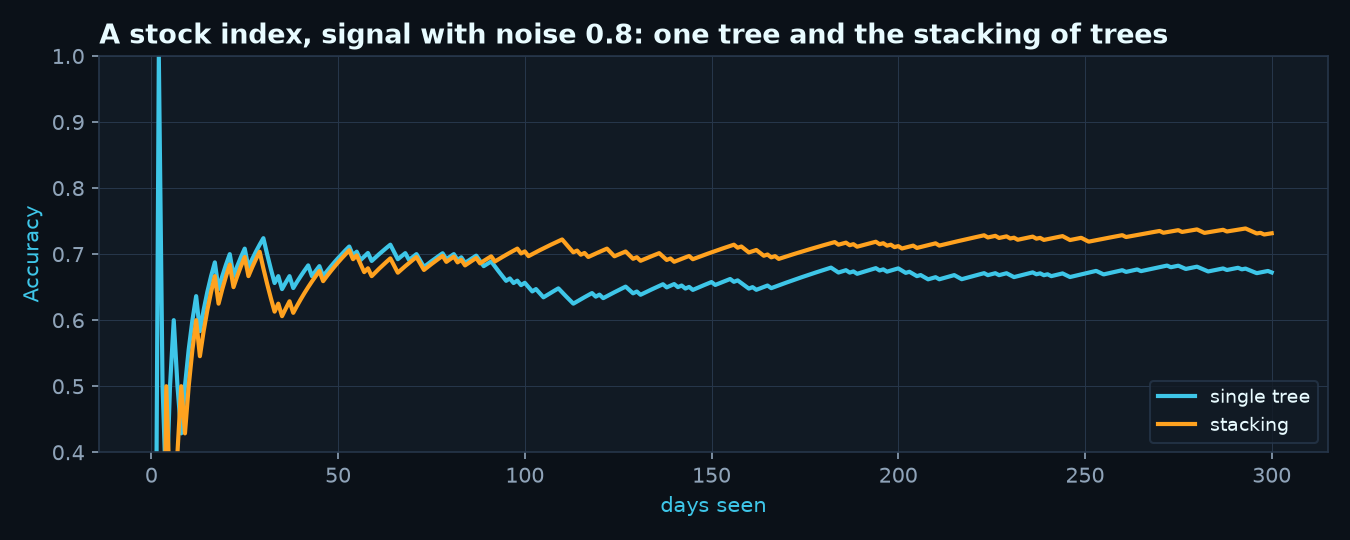 A stock index, signal with noise 0.8: one tree and the stacking of trees
1.0
0.9
0.8
0.7
0.6
0.5
0.4
Accuracy
0 50 100 150 200 250 300
days seen
single tree
stacking